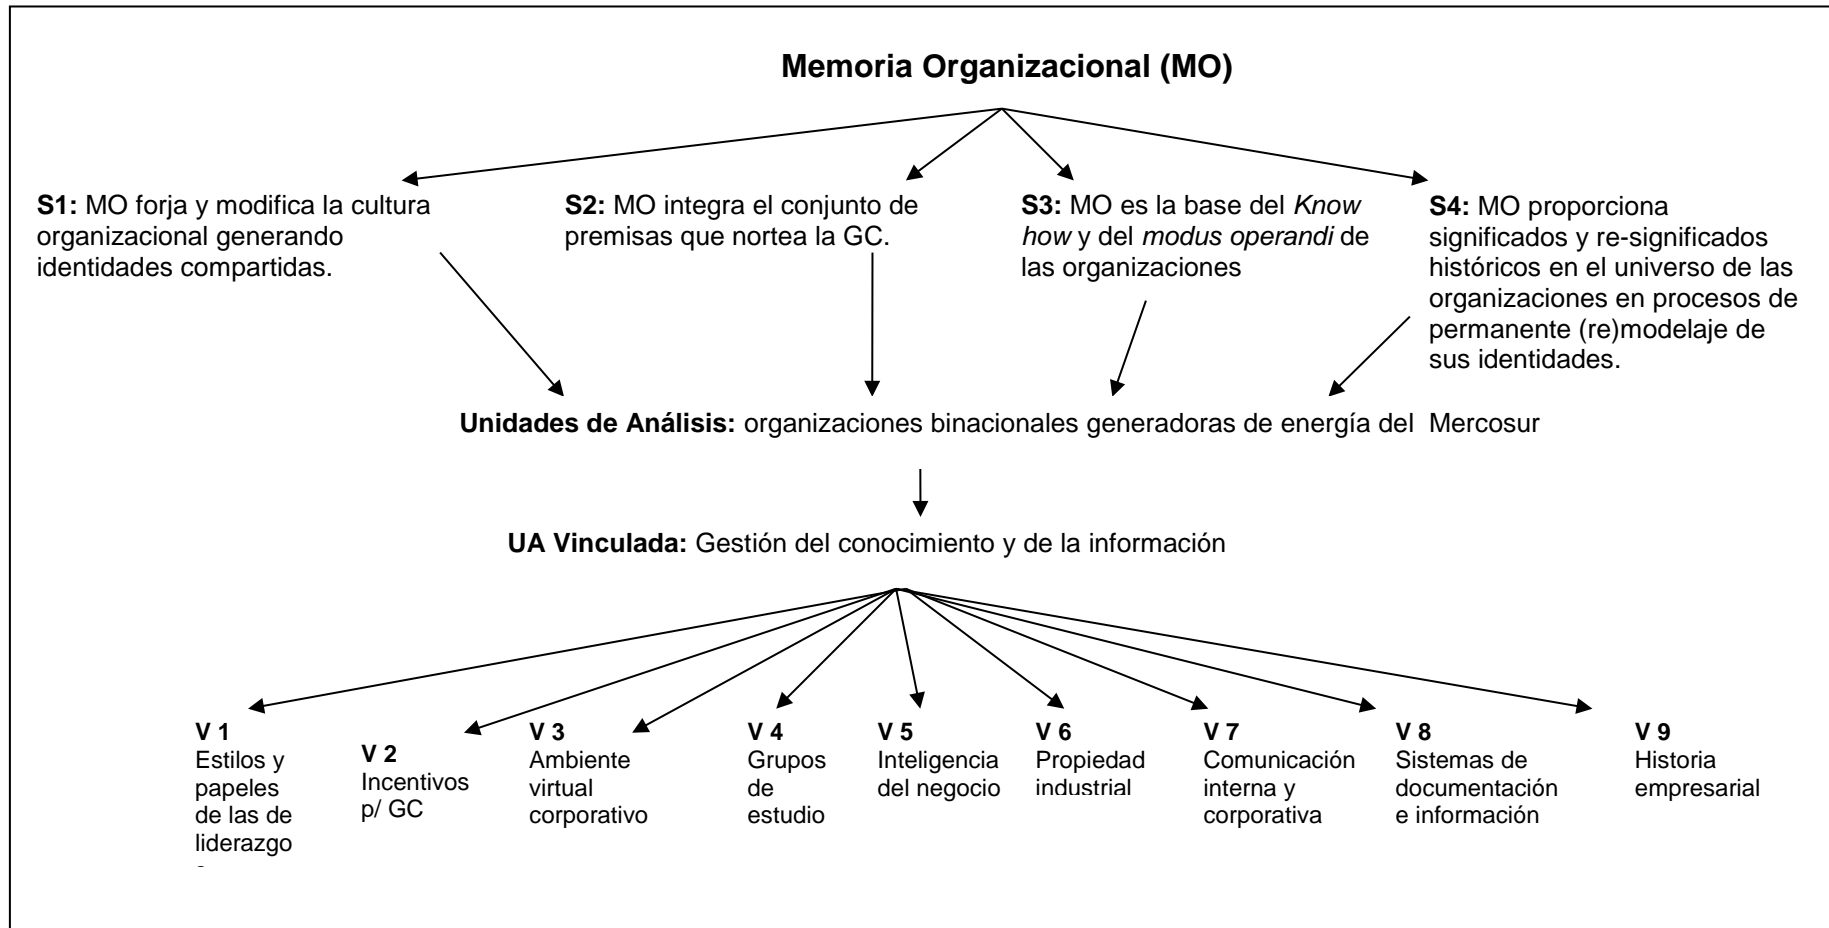 Memoria Organizacional (MO)
S1: MO forja y modifica la cultura
organizacional generando
identidades compartidas.
S2: MO integra el conjunto de
premisas que nortea la GC.
S3: MO es la base del Know
how y del modus operandi de
las organizaciones
S4: MO proporciona
significados y re-significados
históricos en el universo de las
organizaciones en procesos de
permanente (re)modelaje de
sus identidades.
Unidades de Análisis: organizaciones binacionales generadoras de energía del Mercosur
UA Vinculada: Gestión del conocimiento y de la información
V 1
Estilos y
papeles
de las de
liderazgo
V 2
Incentivos
p/ GC
V 3
Ambiente
virtual
corporativo
V 4
Grupos
de
estudio
V 5
Inteligencia
del negocio
V 6
Propiedad
industrial
V 7
Comunicación
interna y
corporativa
V 8
Sistemas de
documentación
e información
V 9
Historia
empresarial